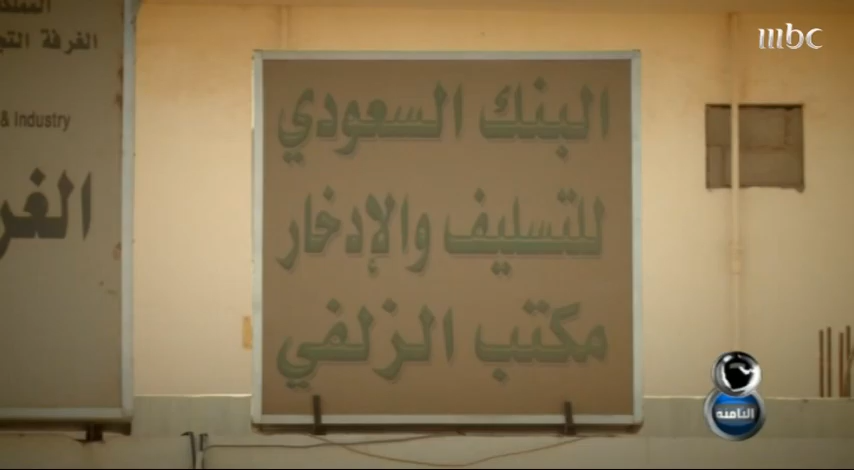 البنك السعودي
للتسليف والإدخار
مكتب الزلفي
الغرفة
& Industry
mbc
الثامنة